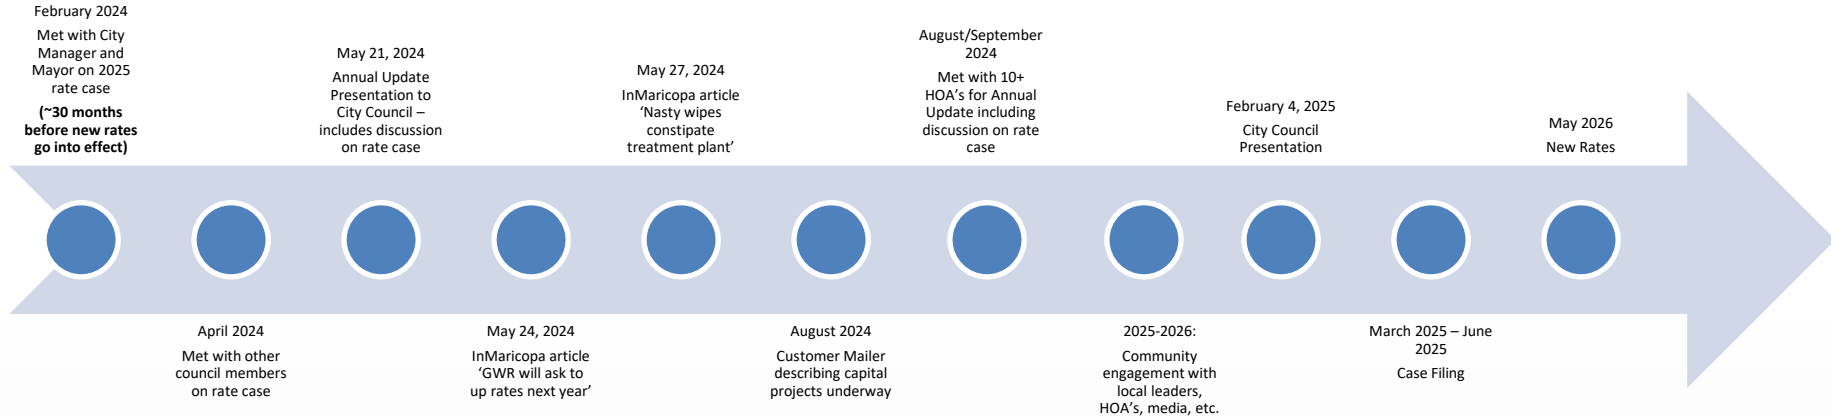 February 2024
Met with City
Manager and
Mayor on 2025
rate case
(~30 months
before new rates
go into effect)
April 2024
Met with other
council members
on rate case
May 21, 2024
Annual Update
Presentation to
City Council –
includes discussion
on rate case
May 24, 2024
InMaricopa article
‘GWR will ask to
up rates next year’
May 27, 2024
InMaricopa article
‘Nasty wipes
constipate
treatment plant’
August 2024
Customer Mailer
describing capital
projects underway
August/September
2024
Met with 10+
HOA’s for Annual
Update including
discussion on rate
case
2025-2026:
Community
engagement with
local leaders,
HOA’s, media, etc.
February 4, 2025
City Council
Presentation
March 2025 – June
2025
Case Filing
May 2026
New Rates